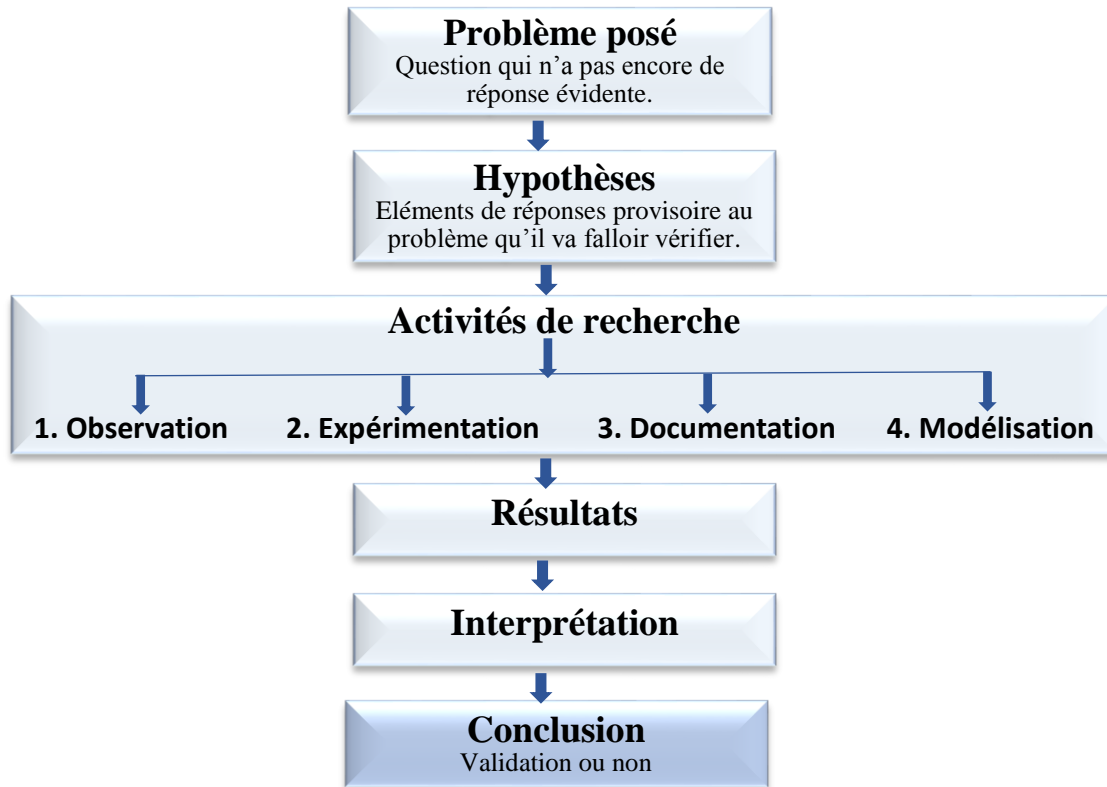 Problème posé
Question qui n’a pas encore de
réponse évidente.
Hypothèses
Eléments de réponses provisoire au
problème qu’il va falloir vérifier.
Activités de recherche
1. Observation 2. Expérimentation 3. Documentation 4. Modélisation
Résultats
Interprétation
Conclusion
Validation ou non